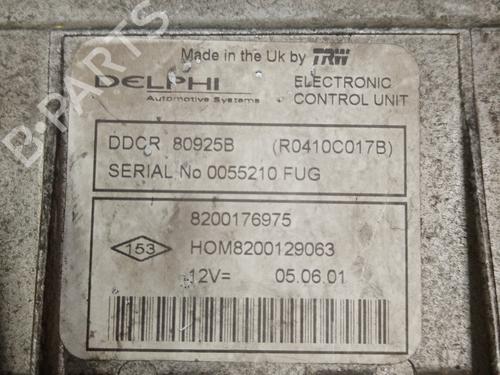 B-PARTS
Made in the Uk by TRW
DELPHI
Automotive Systems
ELECTRONIC
CONTROL UNIT
DDCR 80925B (R0410C017B)
SERIAL No 0055210 FUG
8200176975
153
HOM8200129063
12V= 05.06.01